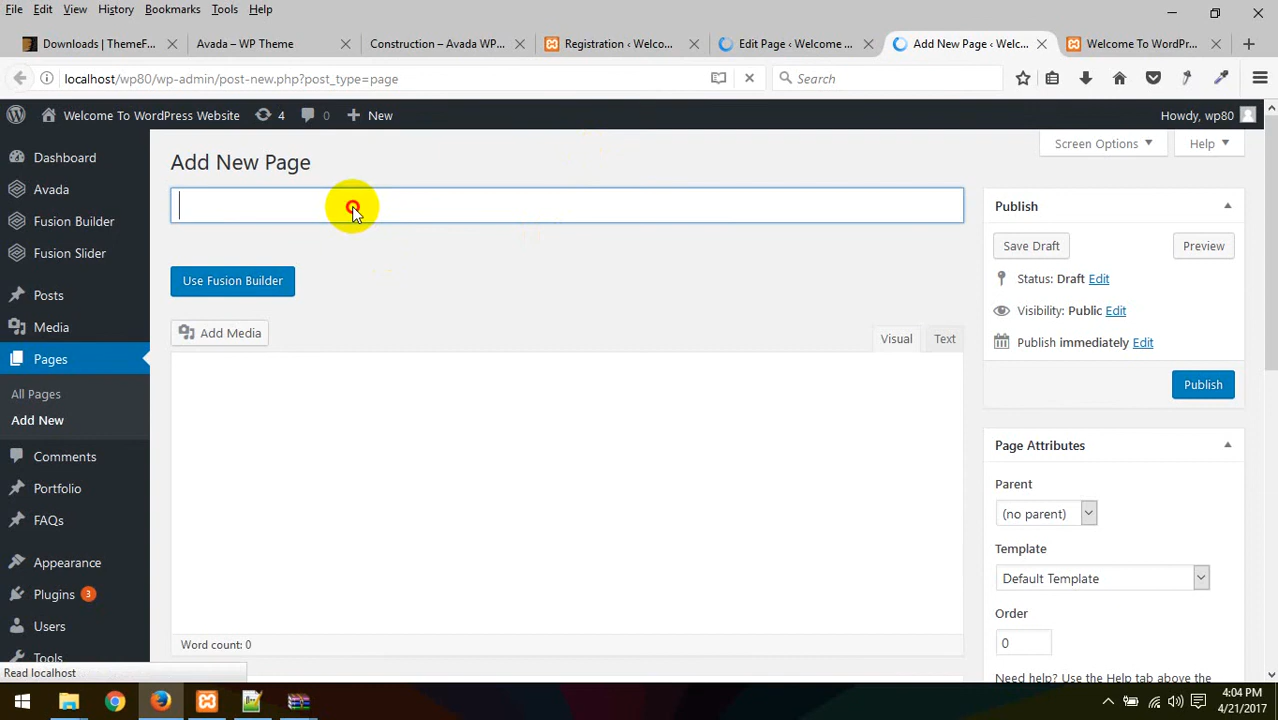 File Edit View History Bookmarks Tools Help
Downloads | ThemeF... Avada – WP Theme Construction – Avada WP... Registration ‹ Welco... Edit Page ‹ Welcome ... Add New Page ‹ Welc... Welcome To WordPr...
localhost/wp80/wp-admin/post-new.php?post_type=page Search
Welcome To WordPress Website 4 0 New Howdy, wp80
Screen Options Help
Dashboard
Avada
Fusion Builder
Fusion Slider
Posts
Media
Pages
All Pages
Add New
Comments
Portfolio
FAQs
Appearance
Plugins 3
Users
Tools
Read localhost
Add New Page
Use Fusion Builder
Add Media
Visual Text
Word count: 0
Publish
Save Draft Preview
Status: Draft Edit
Visibility: Public Edit
Publish immediately Edit
Publish
Page Attributes
Parent
(no parent)
Template
Default Template
Order
0
Need help? Use the Help tab above the
4:04 PM
4/21/2017